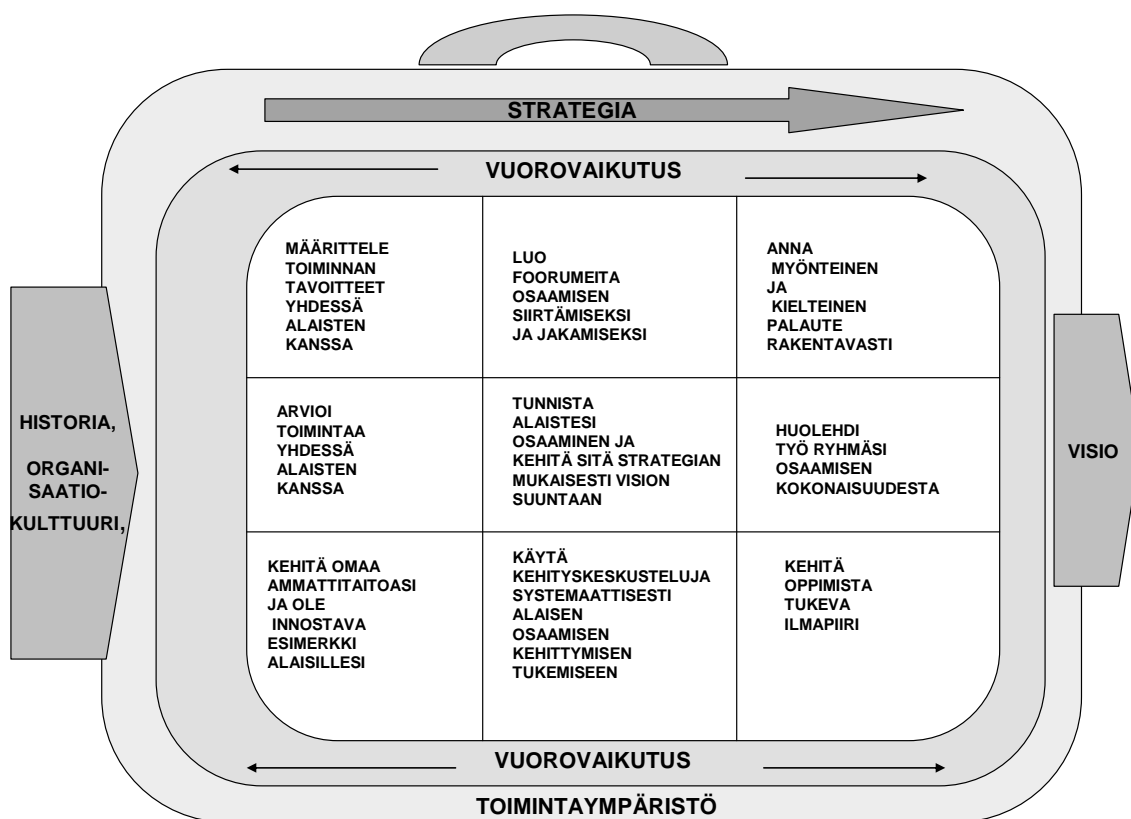 STRATEGIA
VUOROVAIKUTUS
MÄÄRITTELE
TOIMINNAN
TAVOITTEET
YHDESSÄ
ALAISTEN
KANSSA
LUO
FOORUMEITA
OSAAMISEN
SIIRTÄMISEKSI
JA JAKAMISEKSI
ANNA
MYÖNTEINEN
JA
KIELTEINEN
PALAUTE
RAKENTAVASTI
HISTORIA,
ORGANI-
SAATIO-
KULTTUURI,
ARVIOI
TOIMINTAA
YHDESSÄ
ALAISTEN
KANSSA
TUNNISTA
ALAISTESI
OSAAMINEN JA
KEHITÄ SITÄ STRATEGIAN
MUKAISESTI VISION
SUUNTAAN
HUOLEHDI
TYÖ RYHMÄSI
OSAAMISEN
KOKONAISUUDESTA
VISIO
KEHITÄ OMAA
AMMATTITAITOASI
JA OLE
INNOSTAVA
ESIMERKKI
ALAISILLESI
KÄYTÄ
KEHITYSKESKUSTELUJA
SYSTEMAATTISESTI
ALAISEN
OSAAMISEN
KEHITTYMISEN
TUKEMISEEN
KEHITÄ
OPPIMISTA
TUKEVA
ILMAPIIRI
VUOROVAIKUTUS
TOIMINTAYMPÄRISTÖ